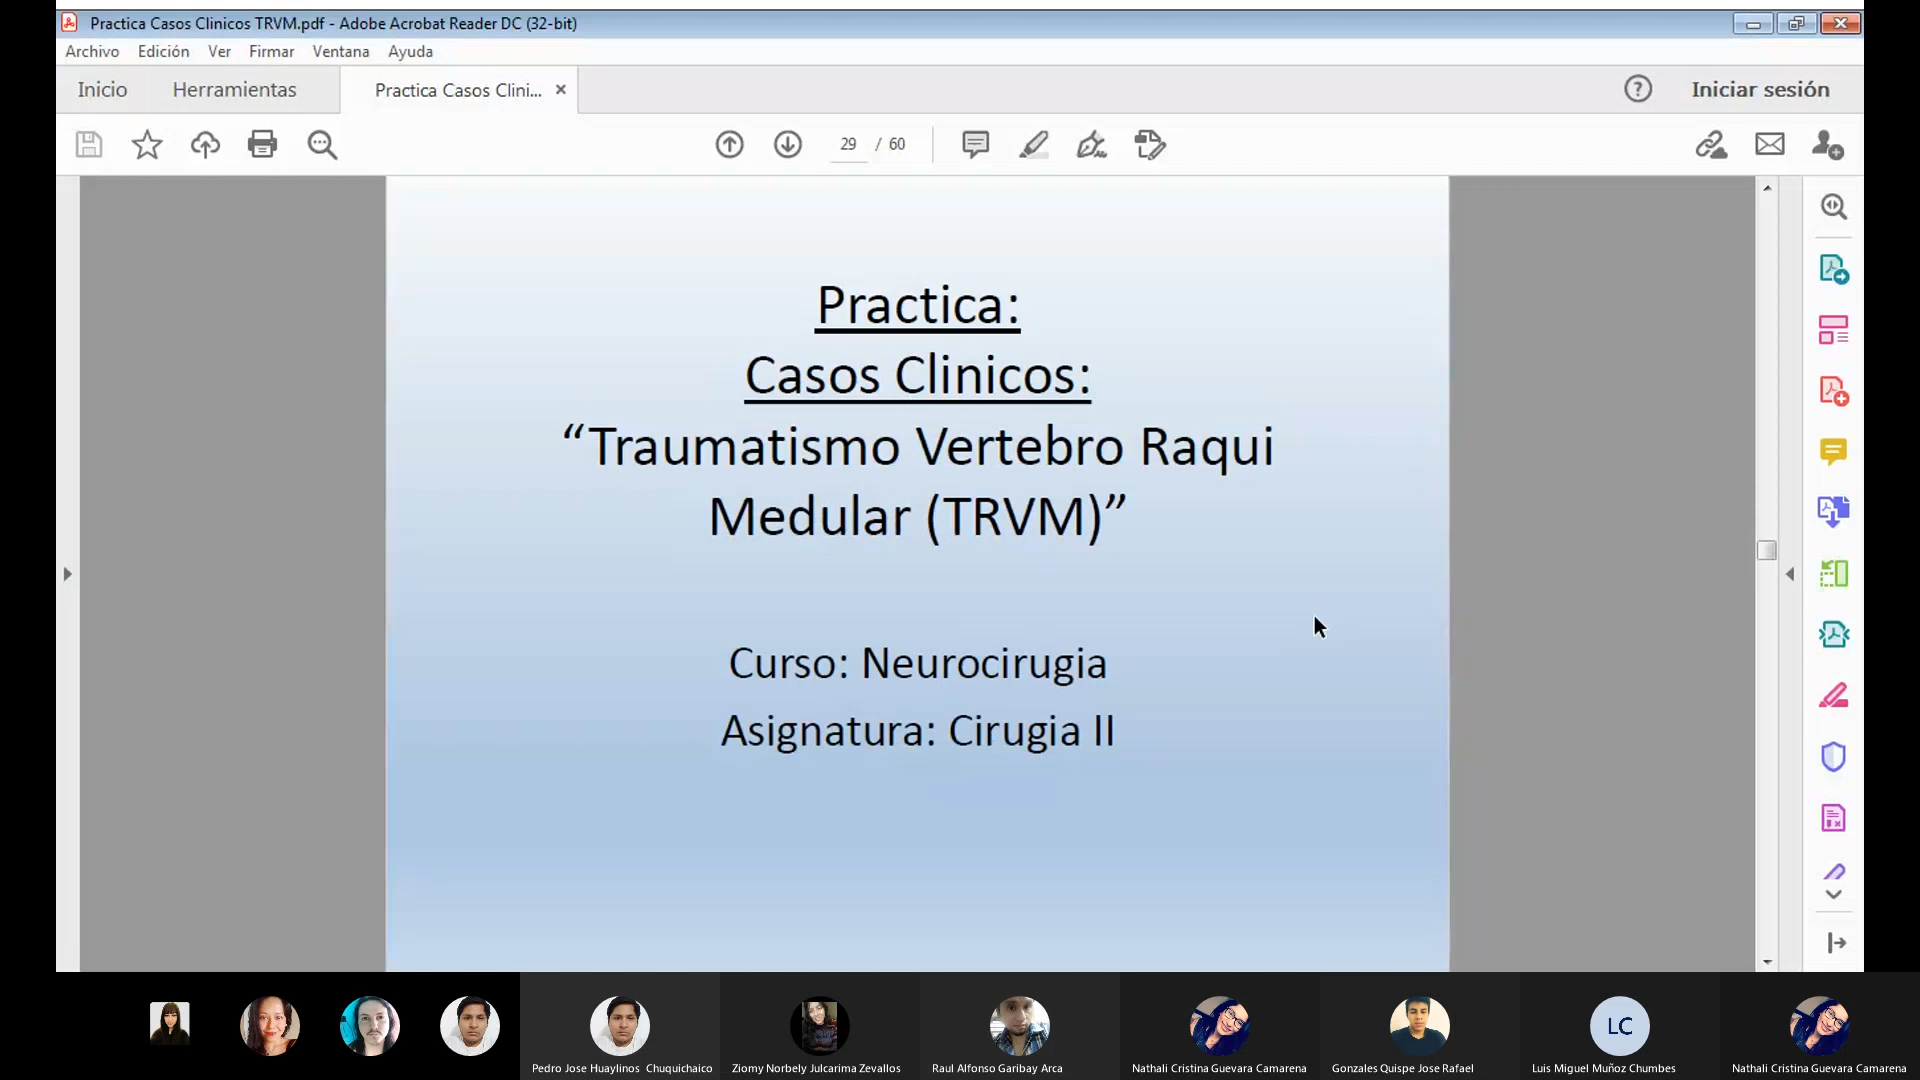 Practica Casos Clinicos TRVM.pdf - Adobe Acrobat Reader DC (32-bit)
Archivo Edición Ver Firmar Ventana Ayuda
Inicio Herramientas Practica Casos Clini... × ? Iniciar sesión
29 / 60
Practica:
Casos Clinicos:
“Traumatismo Vertebro Raqui
Medular (TRVM)”
Curso: Neurocirugia
Asignatura: Cirugia II
LC
Pedro Jose Huaylinos Chuquichaico Ziomy Norbely Julcarima Zevallos Raul Alfonso Garibay Arca Nathali Cristina Guevara Camarena Gonzales Quispe Jose Rafael Luis Miguel Muñoz Chumbes Nathali Cristina Guevara Camarena